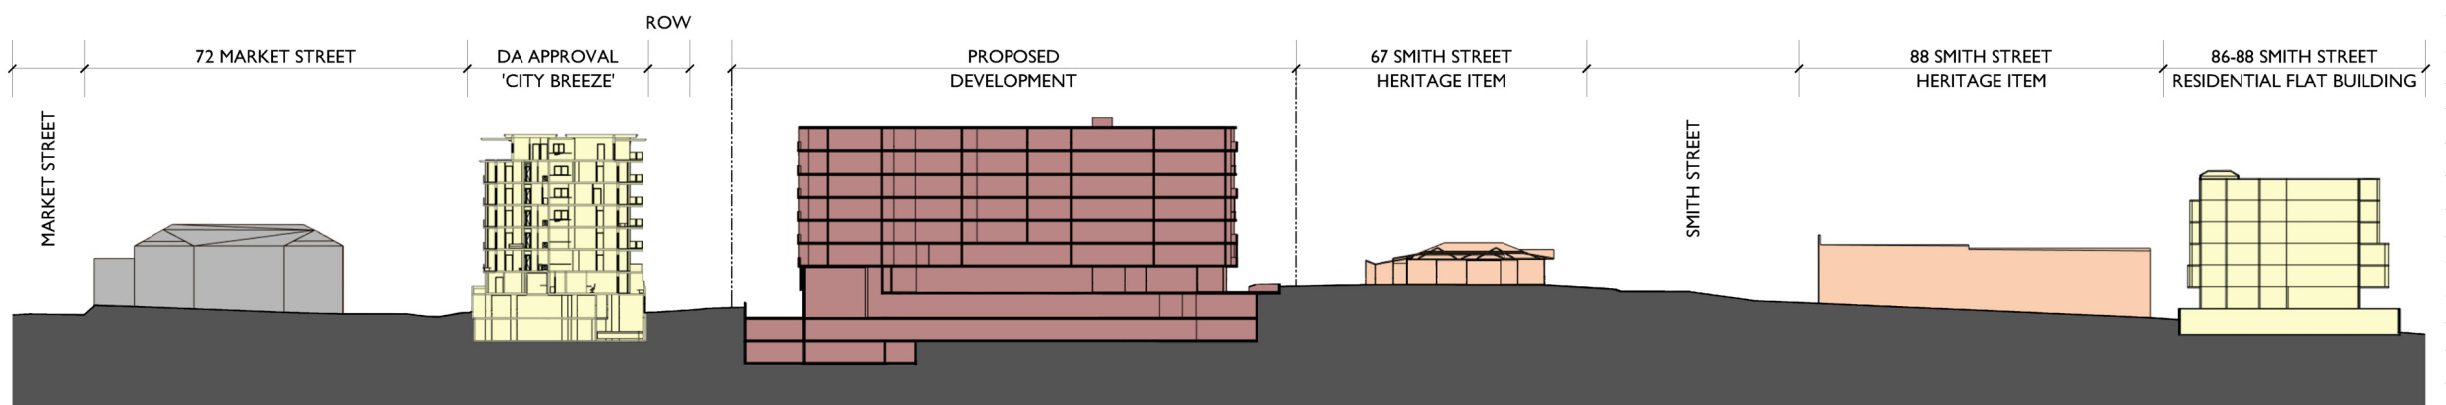 ROW
72 MARKET STREET
DA APPROVAL
'CITY BREEZE'
PROPOSED
DEVELOPMENT
67 SMITH STREET
HERITAGE ITEM
88 SMITH STREET
HERITAGE ITEM
86-88 SMITH STREET
RESIDENTIAL FLAT BUILDING
MARKET STREET
SMITH STREET